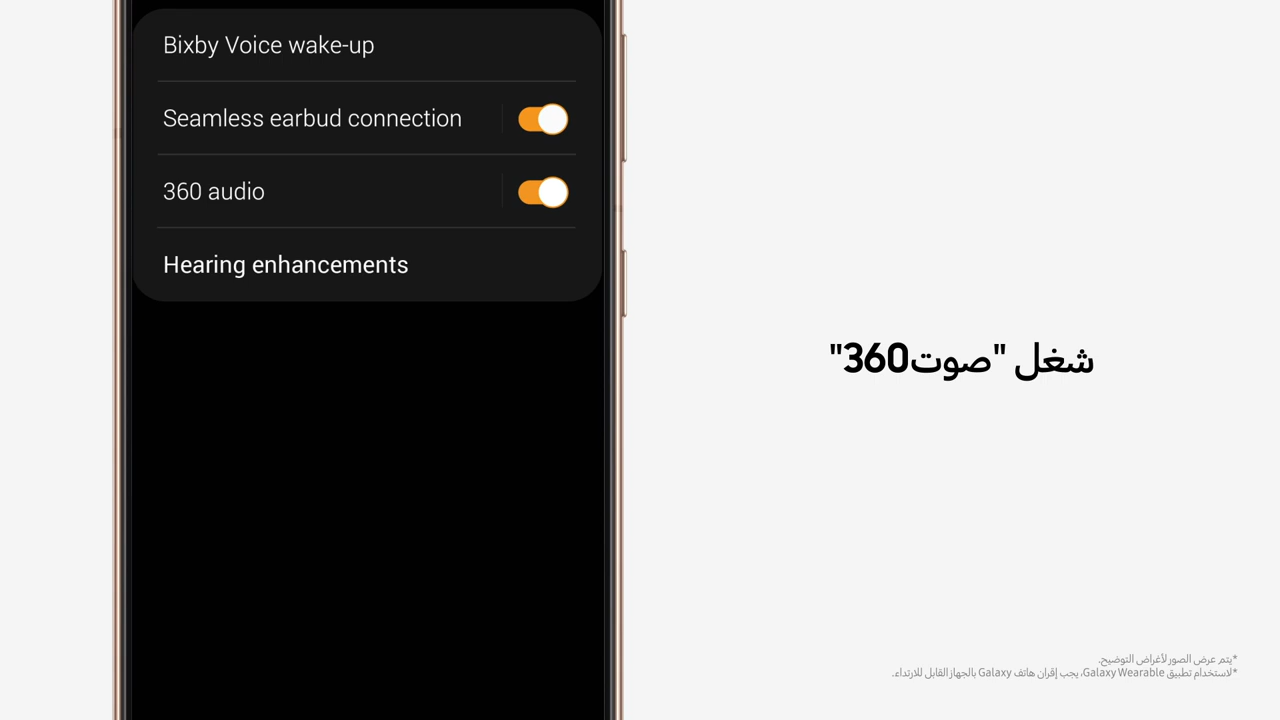 Bixby Voice wake-up
Seamless earbud connection
360 audio
Hearing enhancements
شغل "صوت360"
*يتم عرض الصور لأغراض التوضيح.
*لاستخدام تطبيق Galaxy Wearable، يجب إقران هاتف Galaxy بالجهاز القابل للارتداء.